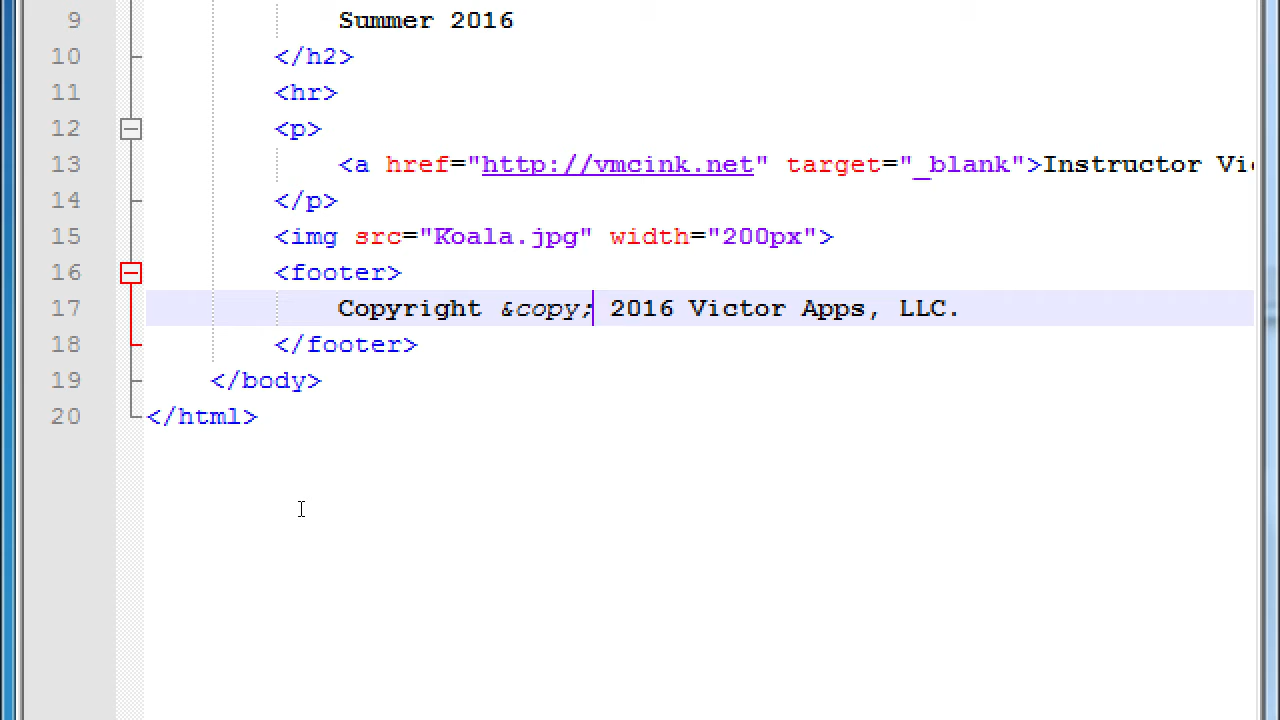 9 Summer 2016
10 </h2>
11 <hr>
12 <p>
13 <a href="http://vmcink.net" target="_blank">Instructor
14 </p>
15 <img src="Koala.jpg" width="200px">
16 <footer>
17 Copyright &copy; 2016 Victor Apps, LLC.
18 </footer>
19 </body>
20 </html>